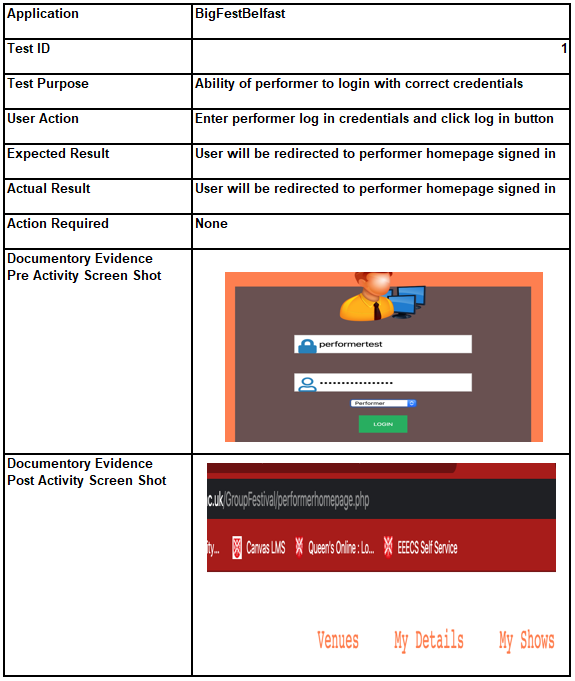 Application BigFestBelfast
Test ID 1
Test Purpose Ability of performer to login with correct credentials
User Action Enter performer log in credentials and click log in button
Expected Result User will be redirected to performer homepage signed in
Actual Result User will be redirected to performer homepage signed in
Action Required None
Documentory Evidence
Pre Activity Screen Shot
performertest
•••••••••••••••••
Performer
LOGIN
Documentory Evidence
Post Activity Screen Shot
c.uk/GroupFestival/performerhomepage.php
ity... Canvas LMS Queen's Online : Lo... EEECS Self Service
Venues My Details My Shows